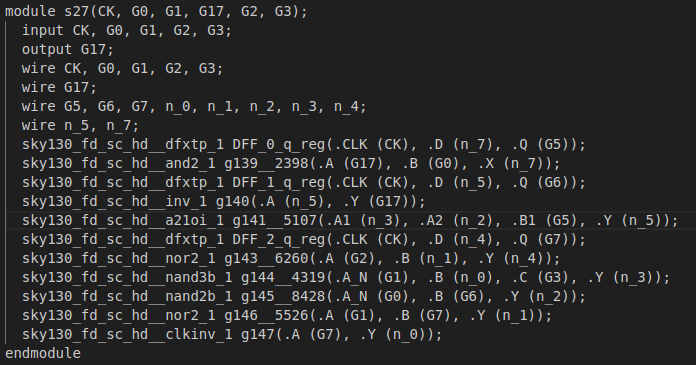 module s27(CK, G0, G1, G17, G2, G3);
input CK, G0, G1, G2, G3;
output G17;
wire CK, G0, G1, G2, G3;
wire G17;
wire G5, G6, G7, n_0, n_1, n_2, n_3, n_4;
wire n_5, n_7;
sky130_fd_sc_hd__dfxtp_1 DFF_0_q_reg(.CLK (CK), .D (n_7), .Q (G5));
sky130_fd_sc_hd__and2_1 g139__2398(.A (G17), .B (G0), .X (n_7));
sky130_fd_sc_hd__dfxtp_1 DFF_1_q_reg(.CLK (CK), .D (n_5), .Q (G6));
sky130_fd_sc_hd__inv_1 g140(.A (n_5), .Y (G17));
sky130_fd_sc_hd__a21oi_1 g141__5107(.A1 (n_3), .A2 (n_2), .B1 (G5), .Y (n_5));
sky130_fd_sc_hd__dfxtp_1 DFF_2_q_reg(.CLK (CK), .D (n_4), .Q (G7));
sky130_fd_sc_hd__nor2_1 g143__6260(.A (G2), .B (n_1), .Y (n_4));
sky130_fd_sc_hd__nand3b_1 g144__4319(.A_N (G1), .B (n_0), .C (G3), .Y (n_3));
sky130_fd_sc_hd__nand2b_1 g145__8428(.A_N (G0), .B (G6), .Y (n_2));
sky130_fd_sc_hd__nor2_1 g146__5526(.A (G1), .B (G7), .Y (n_1));
sky130_fd_sc_hd__clkinv_1 g147(.A (G7), .Y (n_0));
endmodule